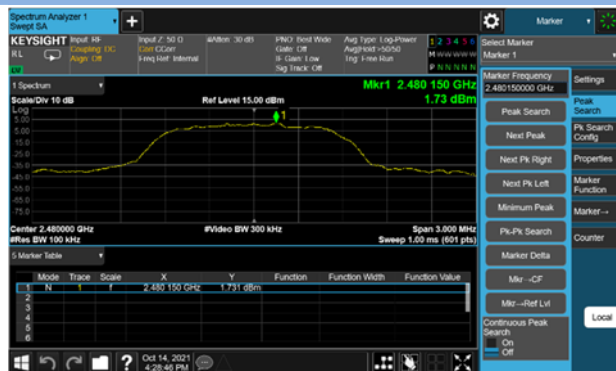 Spectrum Analyzer 1
Swept SA
Marker
KEYSIGHT
RL
Input: RF
Coupling: DC
Align: Off
Input Z: 50 Ω
Corr CCorr
Freq Ref: Internal
#Atten: 30 dB
PNO: Best Wide
Gate: Off
IF Gain: Low
Sig Track: Off
Avg Type: Log-Power
Avg|Hold:>50/50
Trig: Free Run
1 2 3 4 5 6
M W W W W W
P N N N N N
Select Marker
Marker 1
1 Spectrum
Scale/Div 10 dB
Ref Level 15.00 dBm
Mkr1 2.480 150 GHz
1.73 dBm
Log
1
5.00
-5.00
-15.0
-25.0
-35.0
-45.0
-55.0
-65.0
-75.0
Center 2.480000 GHz
#Res BW 100 kHz
#Video BW 300 kHz
Span 3.000 MHz
Sweep 1.00 ms (601 pts)
5 Marker Table
Mode Trace Scale X Y Function Function Width Function Value
1 N 1 f 2.480 150 GHz 1.731 dBm
2
3
4
5
6
Marker Frequency
2.480150000 GHz
Peak Search
Next Peak
Next Pk Right
Next Pk Left
Minimum Peak
Pk-Pk Search
Marker Delta
Mkr→CF
Mkr→Ref Lvl
Continuous Peak
Search
On
Off
Settings
Peak
Search
Pk Search
Config
Properties
Marker
Function
Marker→
Counter
Local
?
Oct 14, 2021
4:28:46 PM